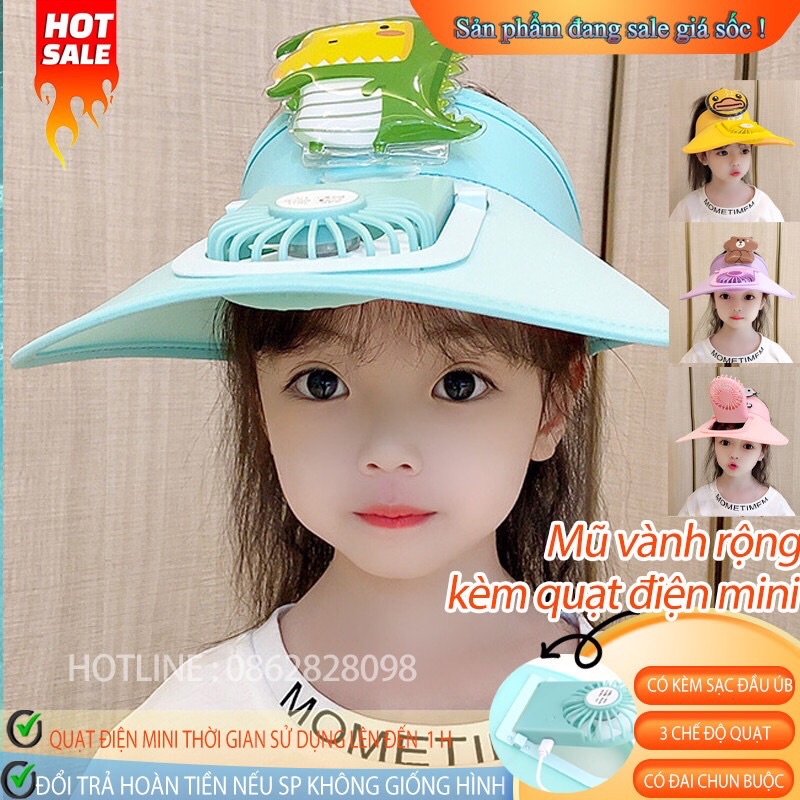 HOT
SALE
Sản phẩm đang sale giá sốc !
MOMETIMEM
MOMETIMEM
MOMETIMEM
Mũ vành rộng
kèm quạt điện mini
HOTLINE : 0862828098
MOMETI
CÓ KÈM SẠC ĐẦU ÚB
3 CHẾ ĐỘ QUẠT
CÓ ĐAI CHUN BUỘC
QUẠT ĐIỆN MINI THỜI GIAN SỬ DỤNG LÊN ĐẾN 1 H
ĐỔI TRẢ HOÀN TIỀN NẾU SP KHÔNG GIỐNG HÌNH